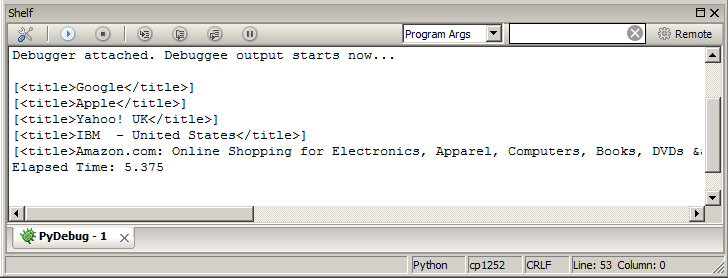 Shelf
Program Args
Remote
Debugger attached. Debuggee output starts now...
[<title>Google</title>]
[<title>Apple</title>]
[<title>Yahoo! UK</title>]
[<title>IBM  - United States</title>]
[<title>Amazon.com: Online Shopping for Electronics, Apparel, Computers, Books, DVDs &
Elapsed Time: 5.375
PyDebug - 1
Python cp1252 CRLF Line: 53 Column: 0